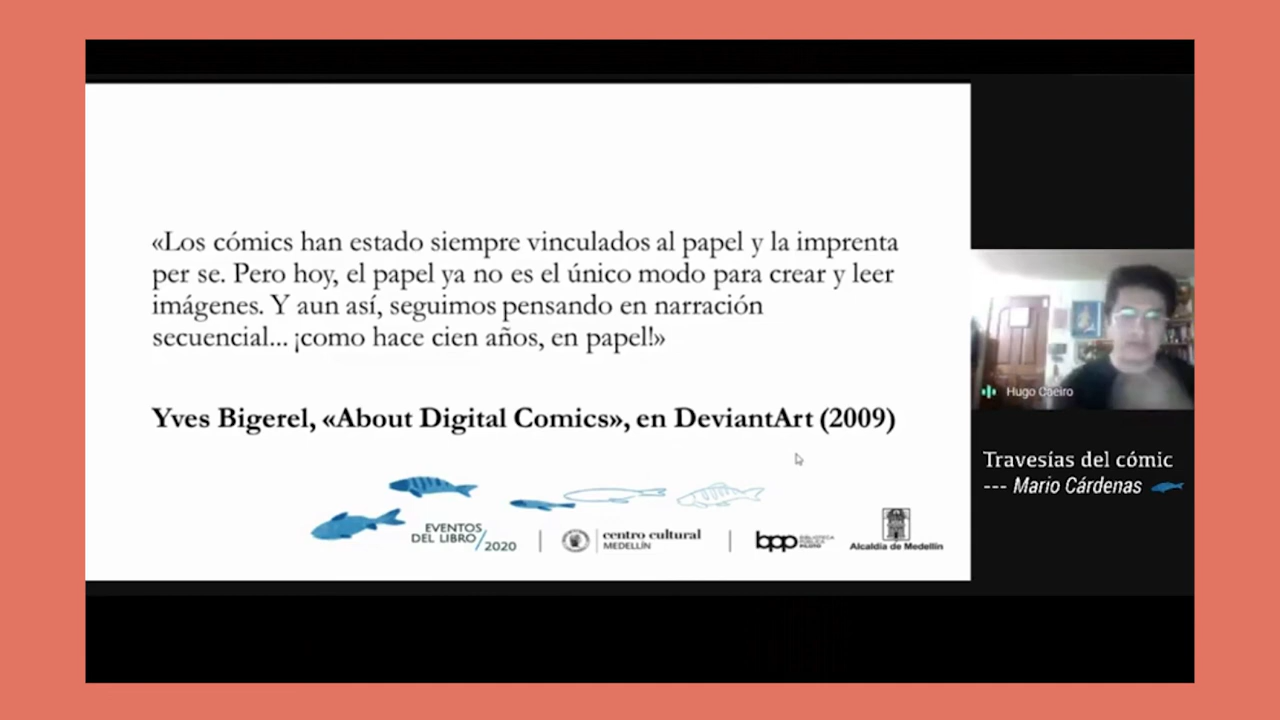 «Los cómics han estado siempre vinculados al papel y la imprenta
per se. Pero hoy, el papel ya no es el único modo para crear y leer
imágenes. Y aun así, seguimos pensando en narración
secuencial... ¡como hace cien años, en papel!»
Yves Bigerel, «About Digital Comics», en DeviantArt (2009)
Hugo Caeiro
Travesías del cómic
--- Mario Cárdenas
EVENTOS
DEL LIBRO/2020
centro cultural
MEDELLÍN
bpp
BIBLIOTECA
PÚBLICA
PILOTO
Alcaldía de Medellín